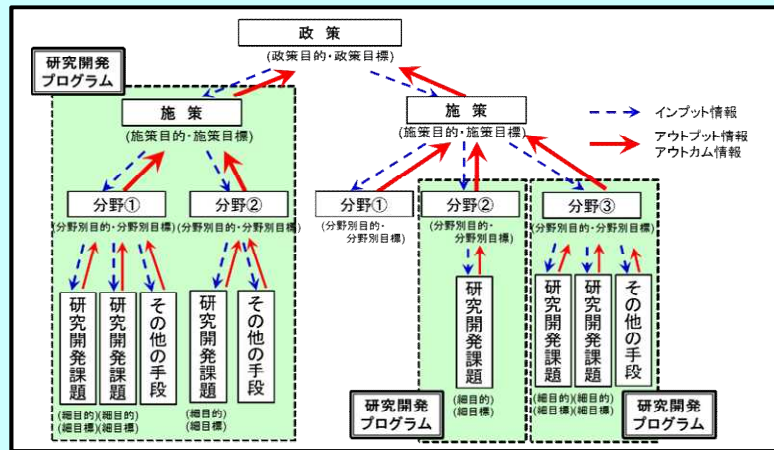 政 策
(政策目的・政策目標)
研究開発
プログラム
施 策
(施策目的・施策目標)
施 策
(施策目的・施策目標)
インプット情報
アウトプット情報
アウトカム情報
分野①
(分野別目的・分野別目標)
分野②
(分野別目的・分野別目標)
分野①
(分野別目的・
分野別目標)
分野②
(分野別目的・
分野別目標)
分野③
(分野別目的・分野別目標)
研究開発課題
研究開発課題
その他の手段
研究開発課題
その他の手段
研究開発課題
研究開発課題
研究開発課題
その他の手段
(細目的)(細目的)
(細目標)(細目標)
(細目的)
(細目標)
(細目的)
(細目標)
(細目的)(細目的)
(細目標)(細目標)
研究開発
プログラム
研究開発
プログラム